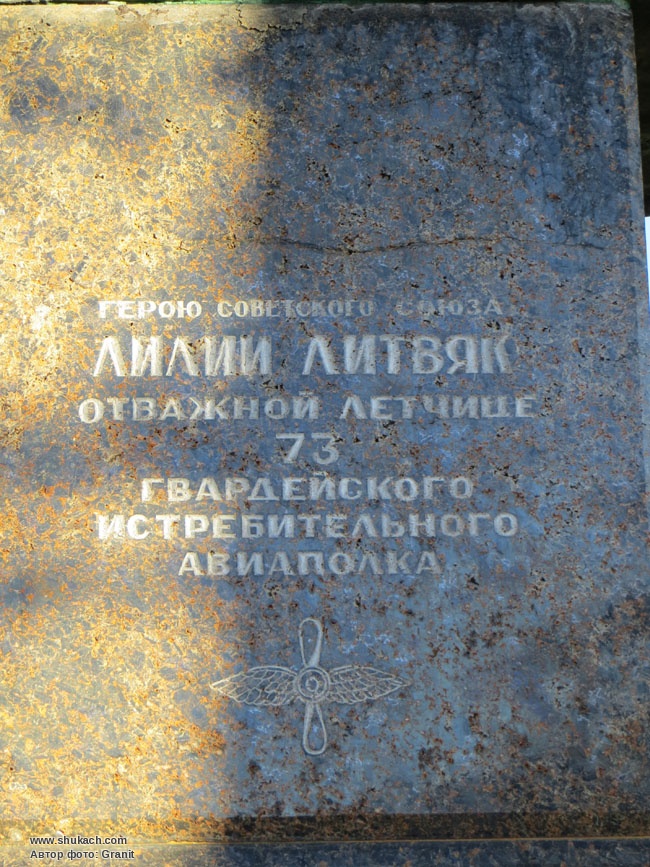 ГЕРОЮ СОВЕТСКОГО СОЮЗА
ЛИЛИИ ЛИТВЯК
ОТВАЖНОЙ ЛЕТЧИЦЕ
73
ГВАРДЕЙСКОГО
ИСТРЕБИТЕЛЬНОГО
АВИАПОЛКА
www.shukach.com
Автор фото: Granit